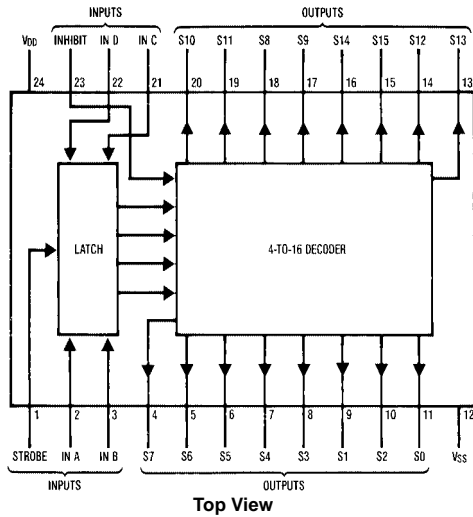 INPUTS OUTPUTS
VDD INHIBIT IN D IN C S10 S11 S8 S9 S14 S15 S12 S13
24 23 22 21 20 19 18 17 16 15 14 13
LATCH
4-TO-16 DECODER
1 2 3 4 5 6 7 8 9 10 11 12
STROBE IN A IN B S7 S6 S5 S4 S3 S1 S2 S0 VSS
INPUTS OUTPUTS
Top View